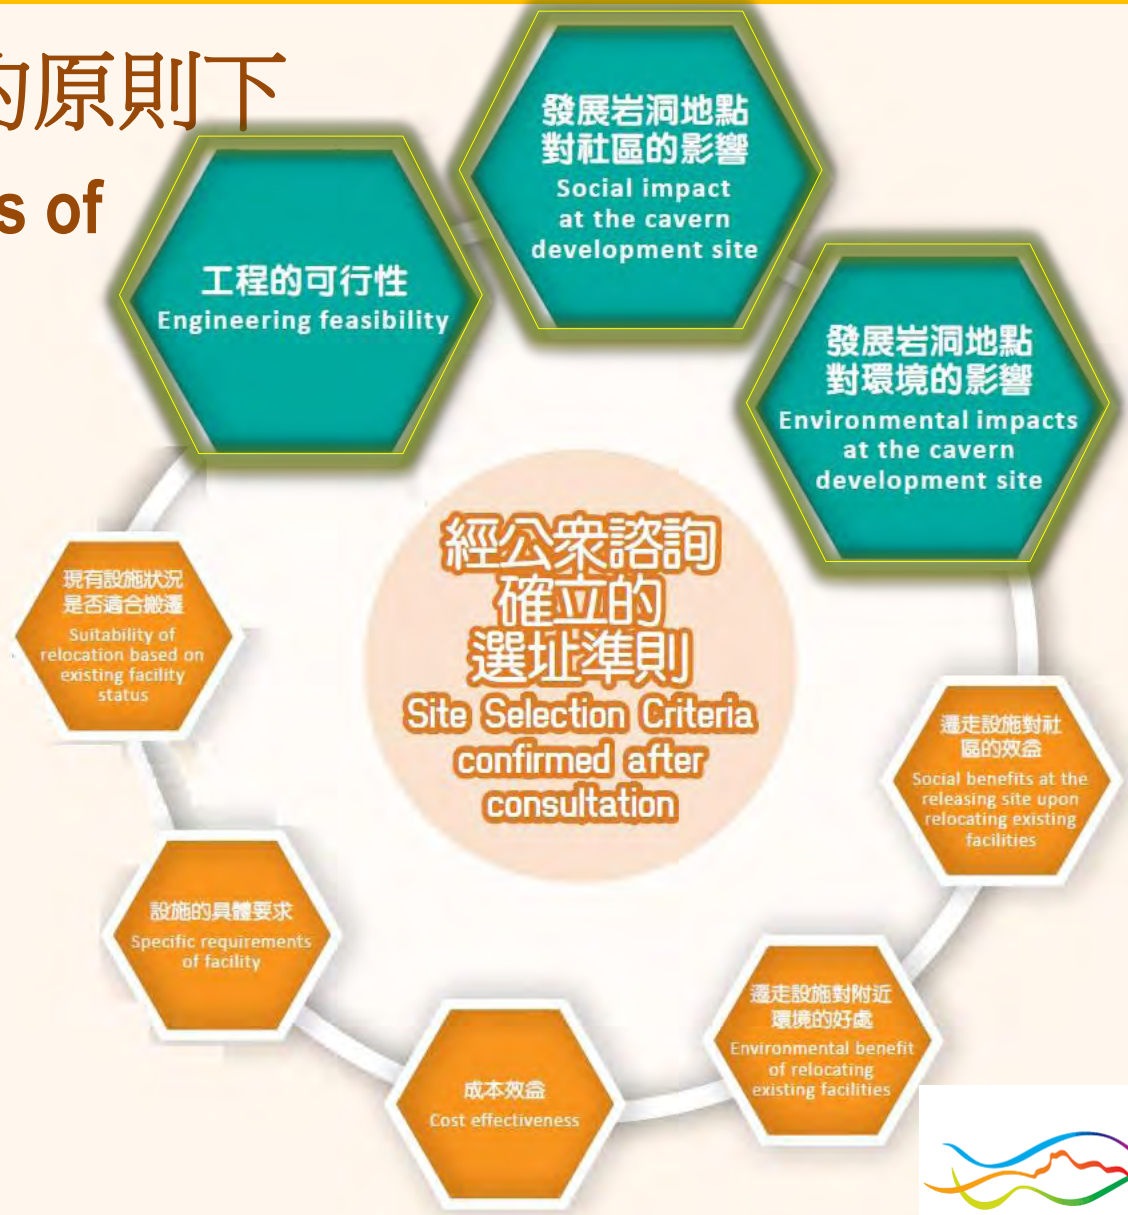 的原則下
s of
發展岩洞地點
對社區的影響
Social impact
at the cavern
development site
工程的可行性
Engineering feasibility
發展岩洞地點
對環境的影響
Environmental impacts
at the cavern
development site
經公眾諮詢
確立的
選址準則
Site Selection Criteria
confirmed after
consultation
現有設施狀況
是否適合搬遷
Suitability of
relocation based on
existing facility
status
遷走設施對社
區的效益
Social benefits at the
releasing site upon
relocating existing
facilities
設施的具體要求
Specific requirements
of facility
遷走設施對附近
環境的好處
Environmental benefit
of relocating
existing facilities
成本效益
Cost effectiveness